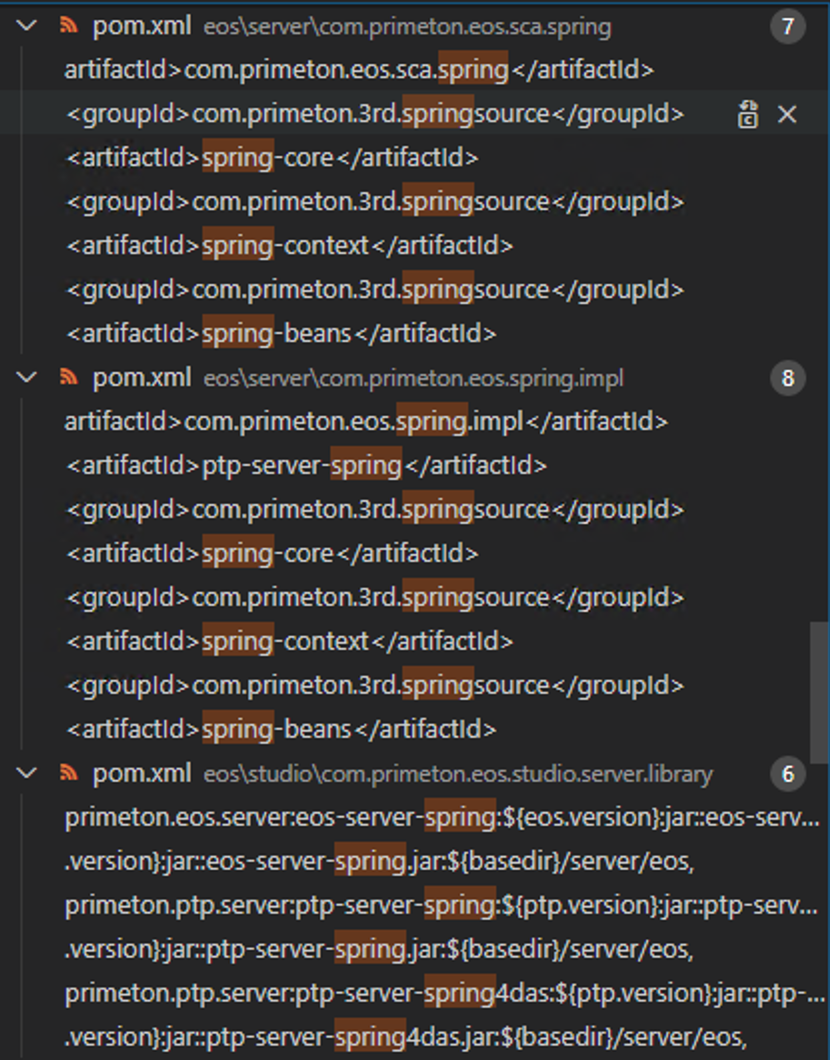 pom.xml eos\server\com.primeton.eos.sca.spring 7
artifactId>com.primeton.eos.sca.spring</artifactId>
<groupId>com.primeton.3rd.springsource</groupId>
<artifactId>spring-core</artifactId>
<groupId>com.primeton.3rd.springsource</groupId>
<artifactId>spring-context</artifactId>
<groupId>com.primeton.3rd.springsource</groupId>
<artifactId>spring-beans</artifactId>
pom.xml eos\server\com.primeton.eos.spring.impl 8
artifactId>com.primeton.eos.spring.impl</artifactId>
<artifactId>ptp-server-spring</artifactId>
<groupId>com.primeton.3rd.springsource</groupId>
<artifactId>spring-core</artifactId>
<groupId>com.primeton.3rd.springsource</groupId>
<artifactId>spring-context</artifactId>
<groupId>com.primeton.3rd.springsource</groupId>
<artifactId>spring-beans</artifactId>
pom.xml eos\studio\com.primeton.eos.studio.server.library 6
primeton.eos.server:eos-server-spring:${eos.version}:jar::eos-serv...
.version}:jar::eos-server-spring.jar:${basedir}/server/eos,
primeton.ptp.server:ptp-server-spring:${ptp.version}:jar::ptp-serv...
.version}:jar::ptp-server-spring.jar:${basedir}/server/eos,
primeton.ptp.server:ptp-server-spring4das:${ptp.version}:jar::ptp-...
.version}:jar::ptp-server-spring4das.jar:${basedir}/server/eos,